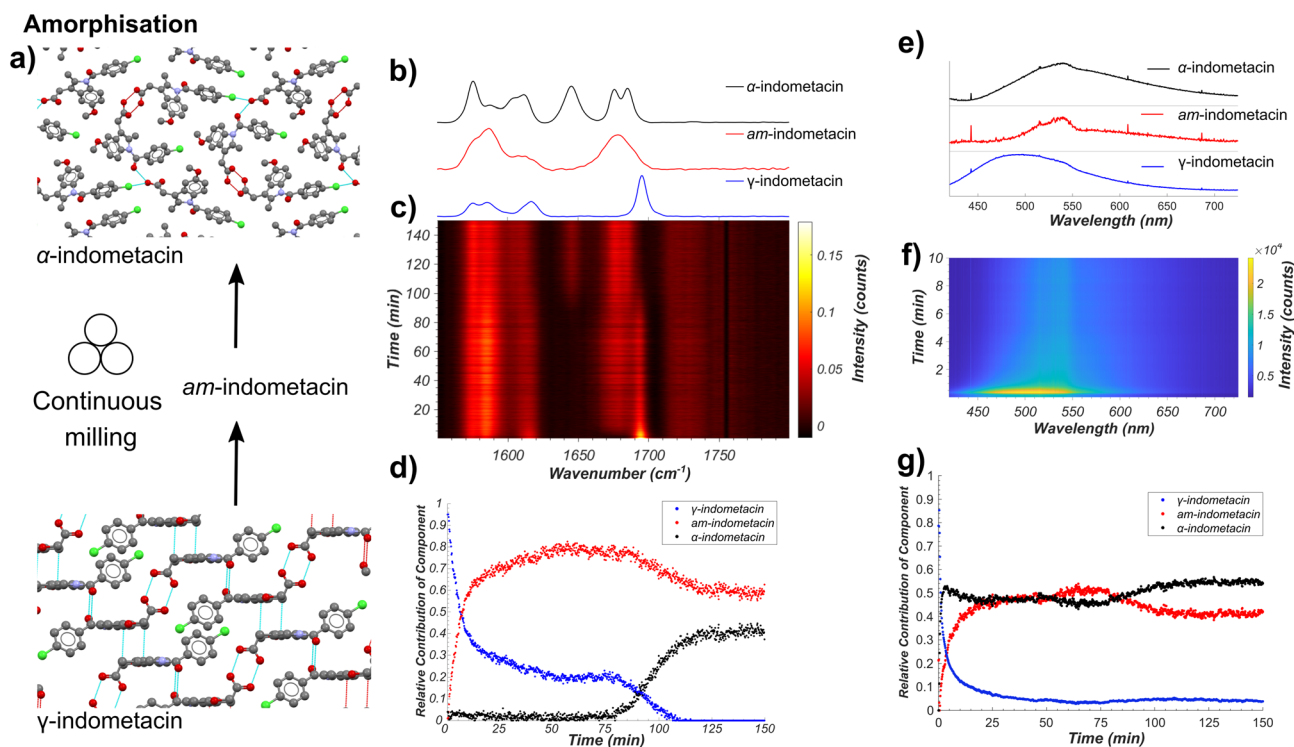 Amorphisation
a)
α-indometacin
Continuous
milling
am-indometacin
γ-indometacin
b)
α-indometacin
am-indometacin
γ-indometacin
c)
140
120
100
80
60
40
20
Time (min)
1600
1650
1700
1750
Wavenumber (cm-1)
0.15
0.1
0.05
0
Intensity (counts)
d)
1
0.9
0.8
0.7
0.6
0.5
0.4
0.3
0.2
0.1
0
Relative Contribution of Component
γ-indometacin
am-indometacin
α-indometacin
0
25
50
75
100
125
150
Time (min)
e)
α-indometacin
am-indometacin
γ-indometacin
450
500
550
600
650
700
Wavelength (nm)
f)
10
8
6
4
2
Time (min)
450
500
550
600
650
700
Wavelength (nm)
×10⁴
2
1.5
1
0.5
Intensity (counts)
g)
1
0.9
0.8
0.7
0.6
0.5
0.4
0.3
0.2
0.1
0
Relative Contribution of Component
γ-indometacin
am-indometacin
α-indometacin
0
25
50
75
100
125
150
Time (min)